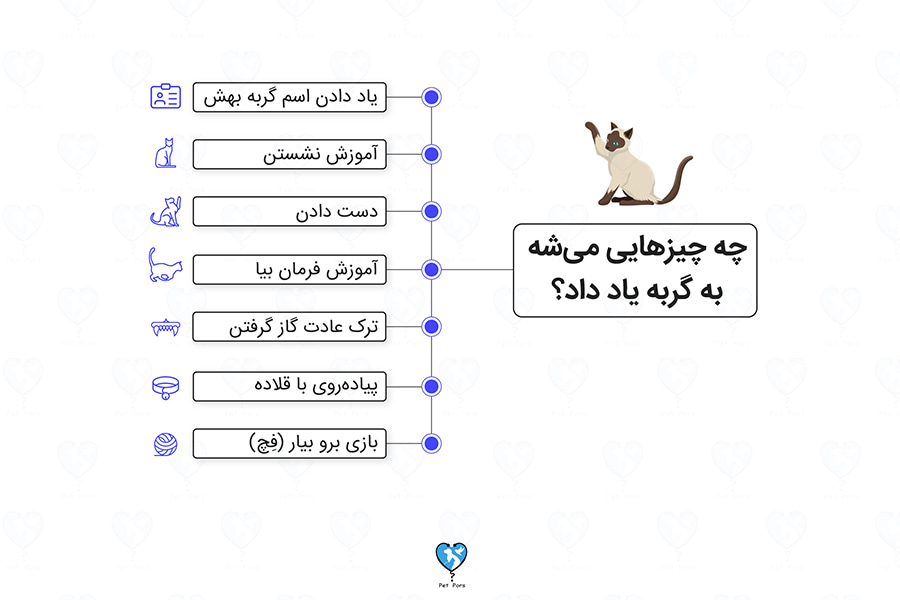 چه چیزهایی می‌شه
به گربه یاد داد؟
یاد دادن اسم گربه بهش
آموزش نشستن
دست دادن
آموزش فرمان بیا
ترک عادت گاز گرفتن
پیاده‌روی با قلاده
بازی برو بیار (فِچ)
Pet Pors